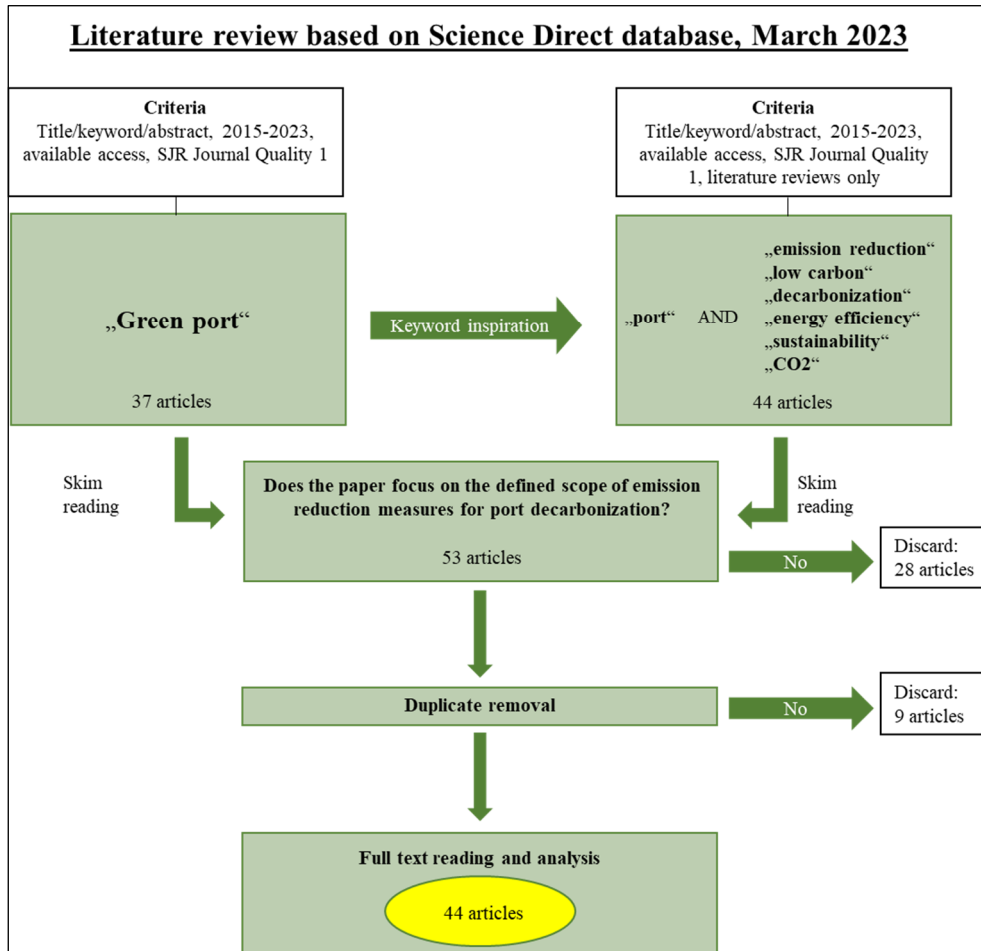 Literature review based on Science Direct database, March 2023
Criteria
Title/keyword/abstract, 2015-2023,
available access, SJR Journal Quality 1
Criteria
Title/keyword/abstract, 2015-2023,
available access, SJR Journal Quality
1, literature reviews only
„Green port“
37 articles
Keyword inspiration
„port“ AND
„emission reduction“
„low carbon“
„decarbonization“
„energy efficiency“
„sustainability“
„CO2“
44 articles
Skim
reading
Skim
reading
Does the paper focus on the defined scope of emission
reduction measures for port decarbonization?
53 articles
No
Discard:
28 articles
Duplicate removal
No
Discard:
9 articles
Full text reading and analysis
44 articles